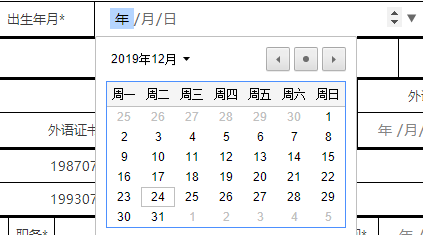 出生年月* 年 /月/日
2019年12月
周一 周二 周三 周四 周五 周六 周日
外语
25 26 27 28 29 30 1
外语证书 2 3 4 5 6 7 8 年 /月/
9 10 11 12 13 14 15
198707 16 17 18 19 20 21 22
199307 23 24 25 26 27 28 29
30 31 1 2 3 4 5
职务* 年 /月